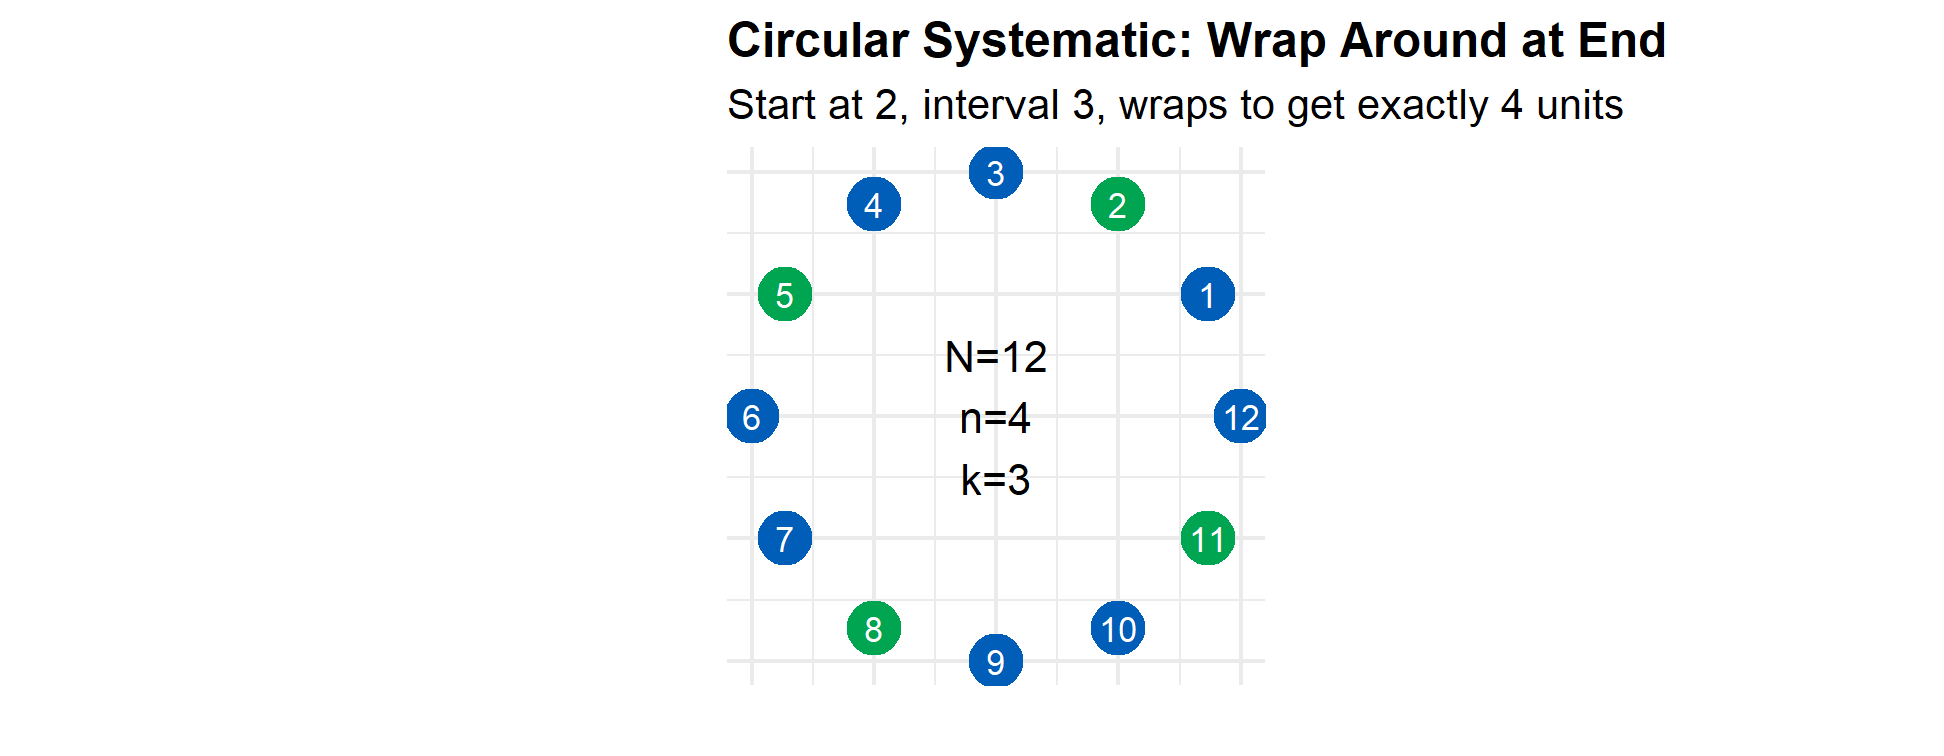 Circular Systematic: Wrap Around at End
Start at 2, interval 3, wraps to get exactly 4 units
3
4
2
5
1
N=12
6
n=4
12
k=3
7
11
8
10
9